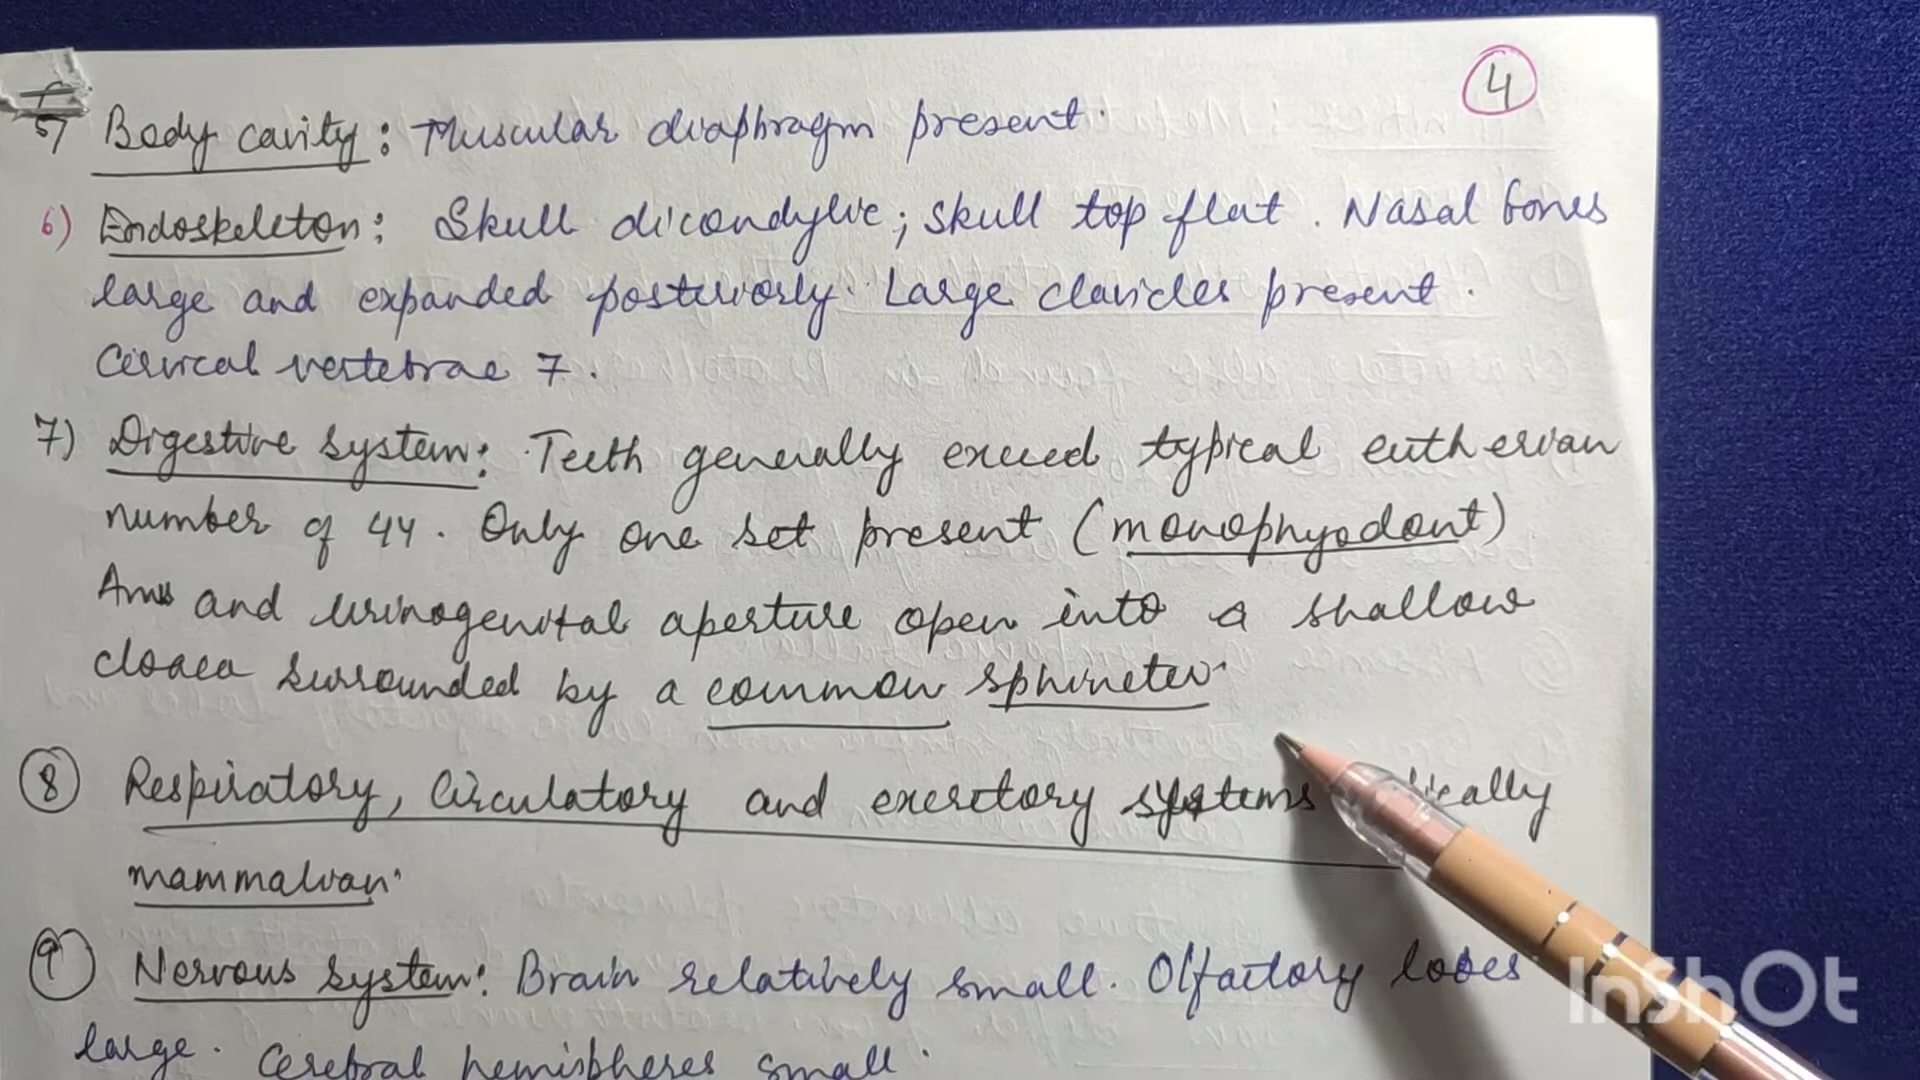 4
5) Body cavity: Muscular diaphragm present.
6) Endoskeleton: Skull dicondylic; skull top flat. Nasal bones
large and expanded posteriorly. Large clavicles present.
Cervical vertebrae 7.
7) Digestive system: Teeth generally exceed typical eutherian
number of 44. Only one set present (monophyodont)
Anus and urinogenital aperture open into a shallow
cloaca surrounded by a common sphincter.
8 Respiratory, Circulatory and excretory systems
mammalian.
9 Nervous system: Brain relatively small. Olfactory lobes
large. Cerebral hemispheres small.
InShOt